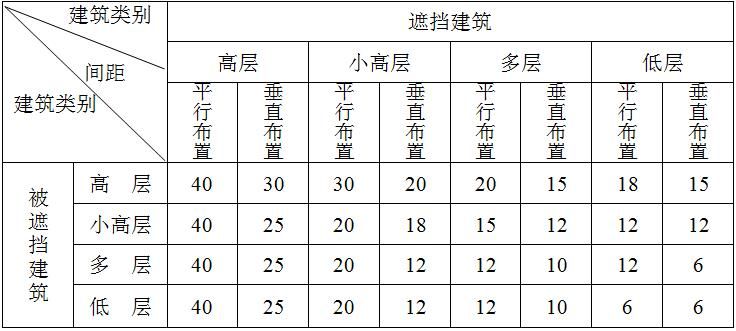 建筑类别 遮挡建筑
间距
建筑类别
高层 小高层 多层 低层
平行布置 垂直布置 平行布置 垂直布置 平行布置 垂直布置 平行布置 垂直布置
被遮挡建筑
高 层 40 30 30 20 20 15 18 15
小高层 40 25 20 18 15 12 12 12
多 层 40 25 20 12 12 10 12 6
低 层 40 25 20 12 12 10 6 6